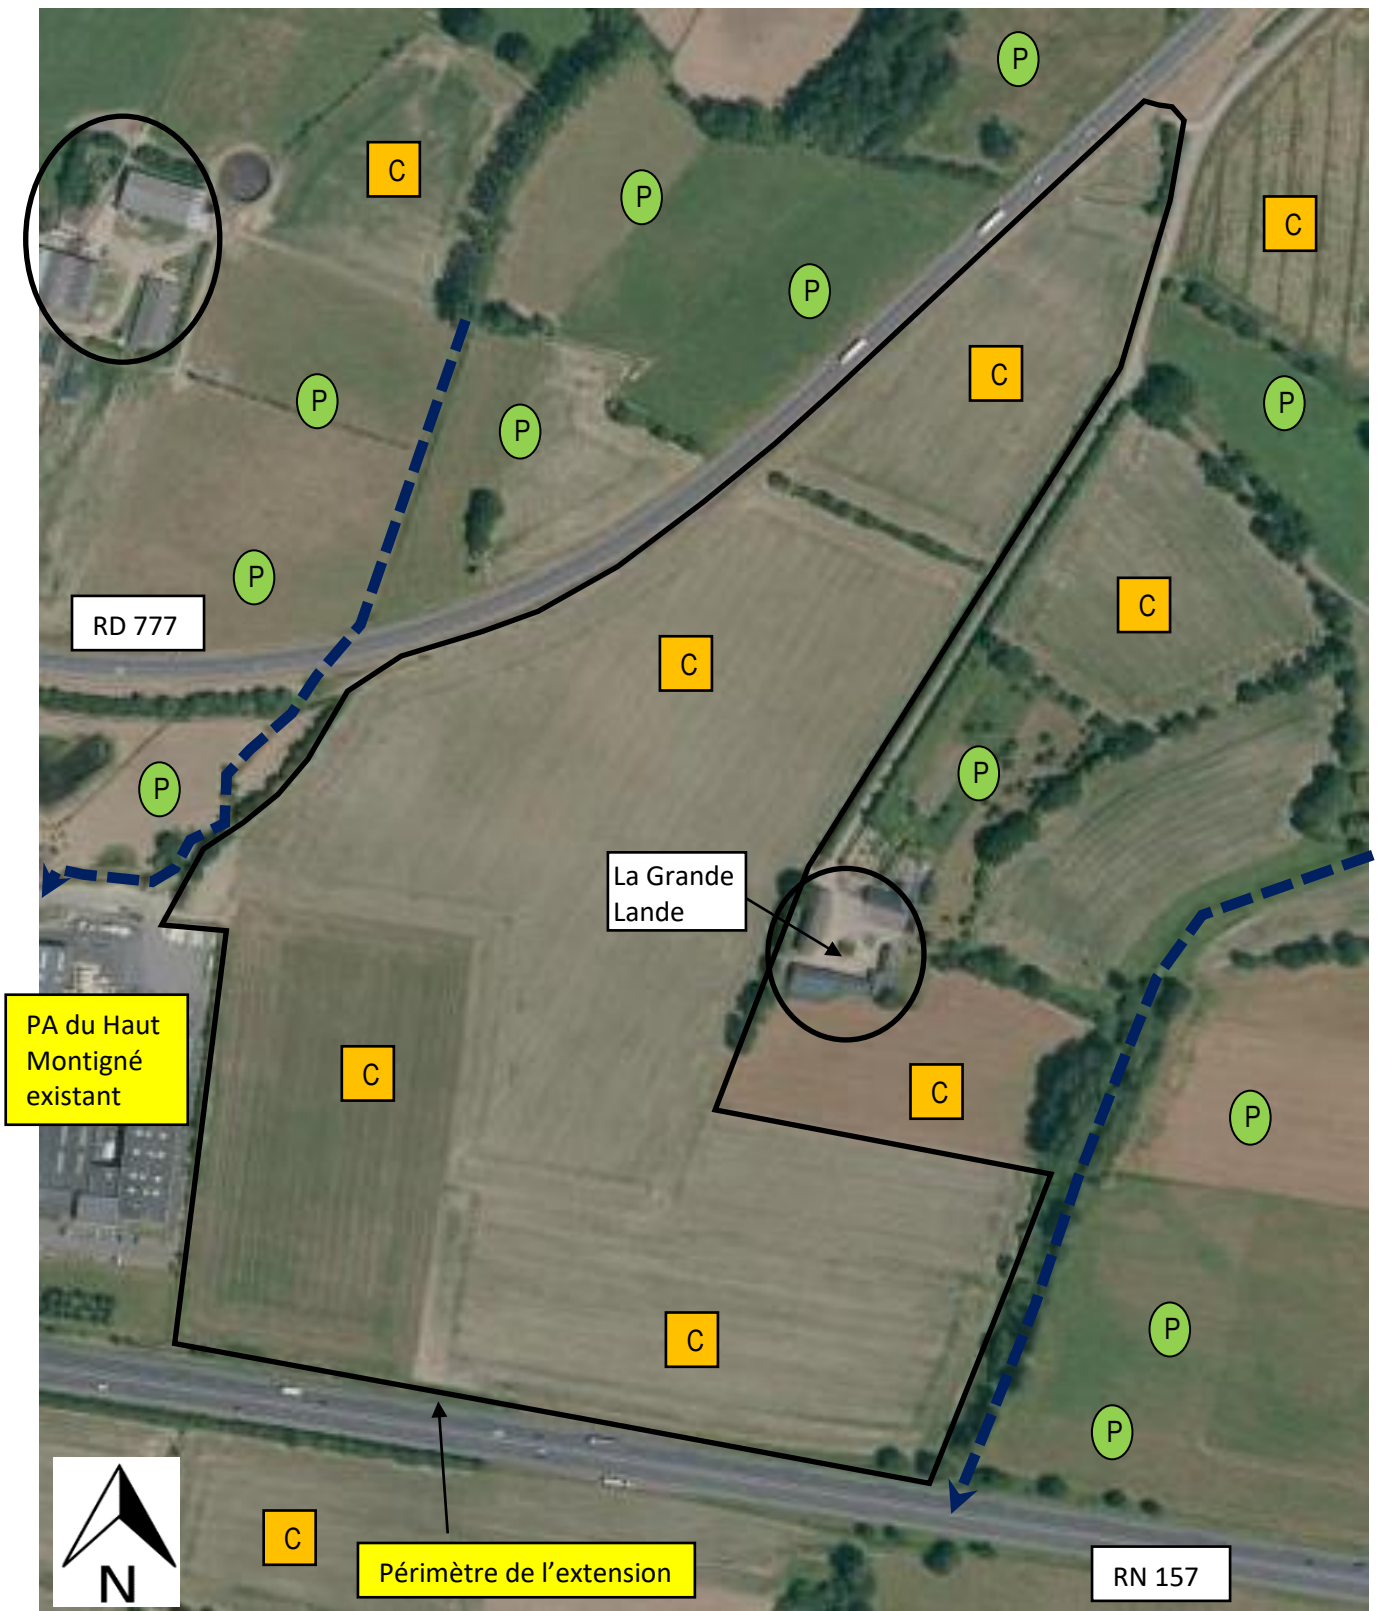 P
C
P
C
P
C
P
P
P
P
C
RD 777
C
P
P
La Grande
Lande
PA du Haut
Montigné
existant
C
C
P
P
C
P
C
Périmètre de l’extension
RN 157
N